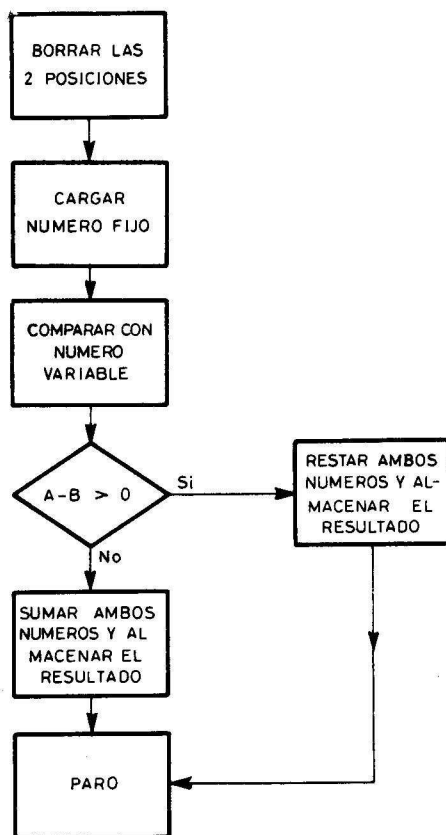 BORRAR LAS
2 POSICIONES
CARGAR
NUMERO FIJO
COMPARAR CON
NUMERO
VARIABLE
A-B > 0
Si
RESTAR AMBOS
NUMEROS Y AL-
MACENAR EL
RESULTADO
No
SUMAR AMBOS
NUMEROS Y AL
MACENAR EL
RESULTADO
PARO